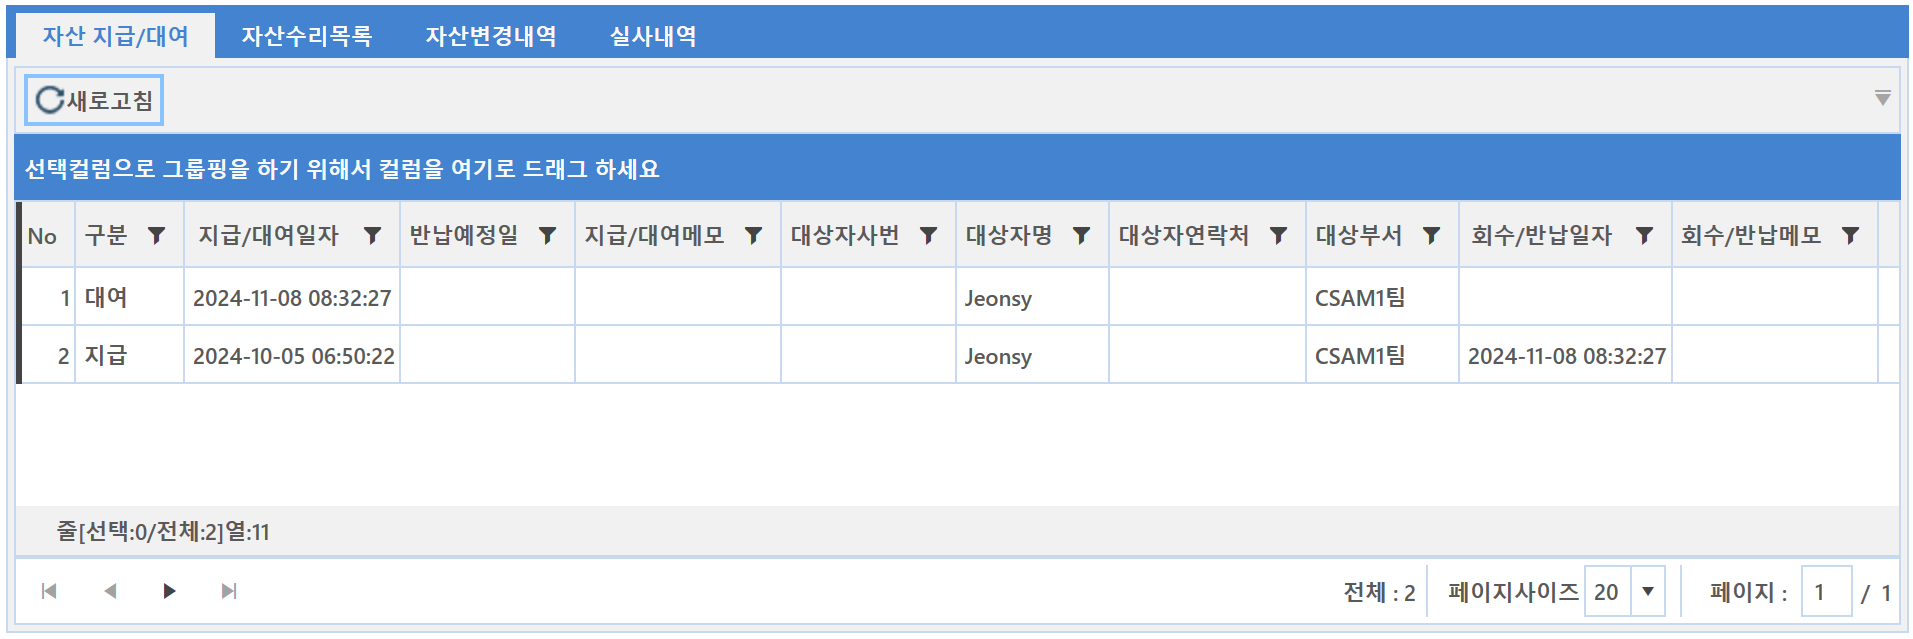 자산 지급/대여 자산수리목록 자산변경내역 실사내역
새로고침
선택컬럼으로 그룹핑을 하기 위해서 컬럼을 여기로 드래그 하세요
No 구분 지급/대여일자 반납예정일 지급/대여메모 대상자사번 대상자명 대상자연락처 대상부서 회수/반납일자 회수/반납메모
1 대여 2024-11-08 08:32:27 Jeonsy CSAM1팀
2 지급 2024-10-05 06:50:22 Jeonsy CSAM1팀 2024-11-08 08:32:27
줄[선택:0/전체:2]열:11
전체 : 2 페이지사이즈 20 페이지 : 1 / 1